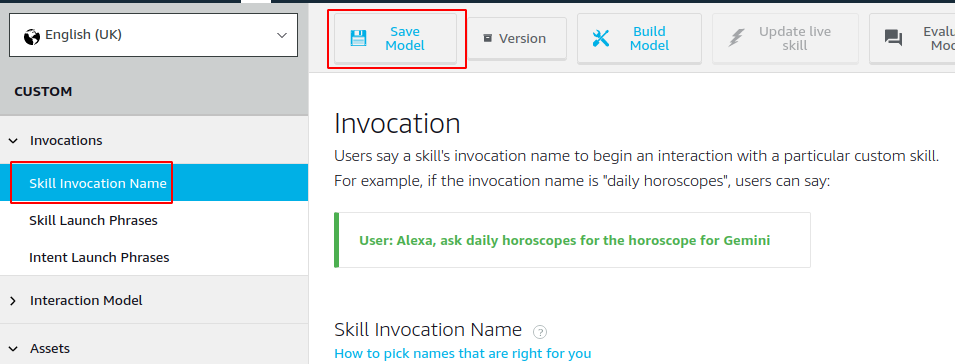 English (UK)
Save
Model
Version
Build
Model
Update live
skill
Evalu
Mod
CUSTOM
Invocations
Skill Invocation Name
Skill Launch Phrases
Intent Launch Phrases
Interaction Model
Assets
Invocation
Users say a skill's invocation name to begin an interaction with a particular custom skill.
For example, if the invocation name is "daily horoscopes", users can say:
User: Alexa, ask daily horoscopes for the horoscope for Gemini
Skill Invocation Name ?
How to pick names that are right for you